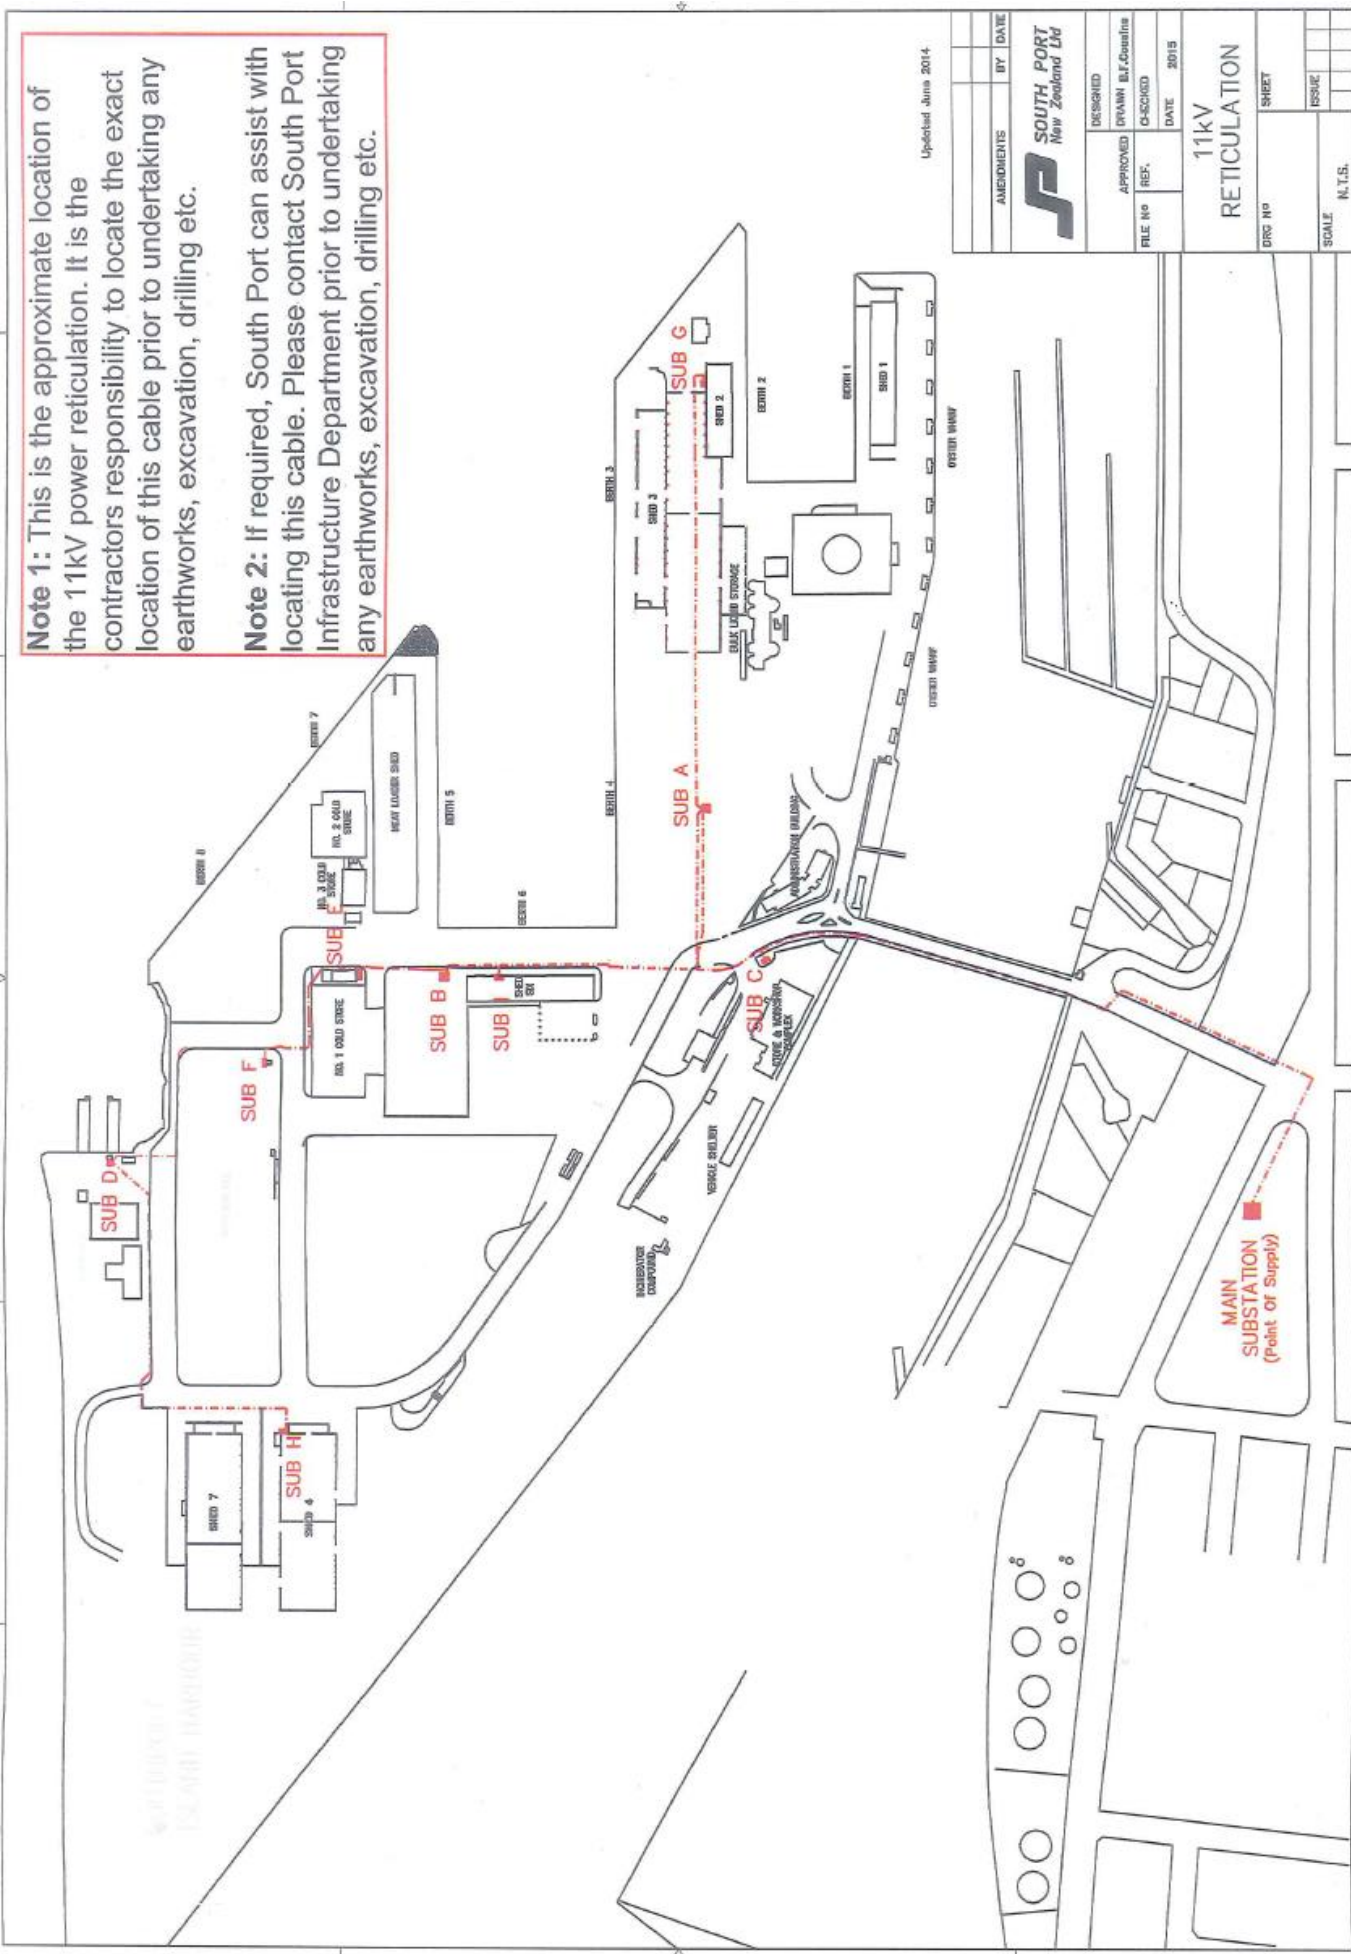 Note 1: This is the approximate location of
the 11kV power reticulation. It is the
contractors responsibility to locate the exact
location of this cable prior to undertaking any
earthworks, excavation, drilling etc.
Note 2: If required, South Port can assist with
locating this cable. Please contact South Port
Infrastructure Department prior to undertaking
any earthworks, excavation, drilling etc.
BERTH 8
BERTH 7
NO. 2 COLD
STORE
NO. 3 COLD
STORE
MEAT LOADER SHED
BERTH 5
BERTH 6
BERTH 4
BERTH 3
SHED 3
SUB G
SHED 2
BERTH 2
BERTH 1
SHED 1
BULK LIQUID STORAGE
OYSTER WHARF
OYSTER WHARF
SUB A
ADMINISTRATION BUILDING
SUB E
NO. 1 COLD STORE
SUB B
SUB
SHED
SIX
SUB C
STORE & WORKSHOP
COMPLEX
SUB F
SUB D
VEHICLE SHELTER
INCINERATOR
COMPOUND
SUB H
SHED 7
SHED 4
MAIN
SUBSTATION
(Point Of Supply)
ISLAND HARBOUR
Updated June 2014
AMENDMENTS BY DATE
SOUTH PORT
New Zealand Ltd
DESIGNED
APPROVED DRAWN B.F.Cousins
FILE Nº REF. CHECKED
DATE 2015
11kV
RETICULATION
DRG Nº SHEET
SCALE N.T.S. ISSUE